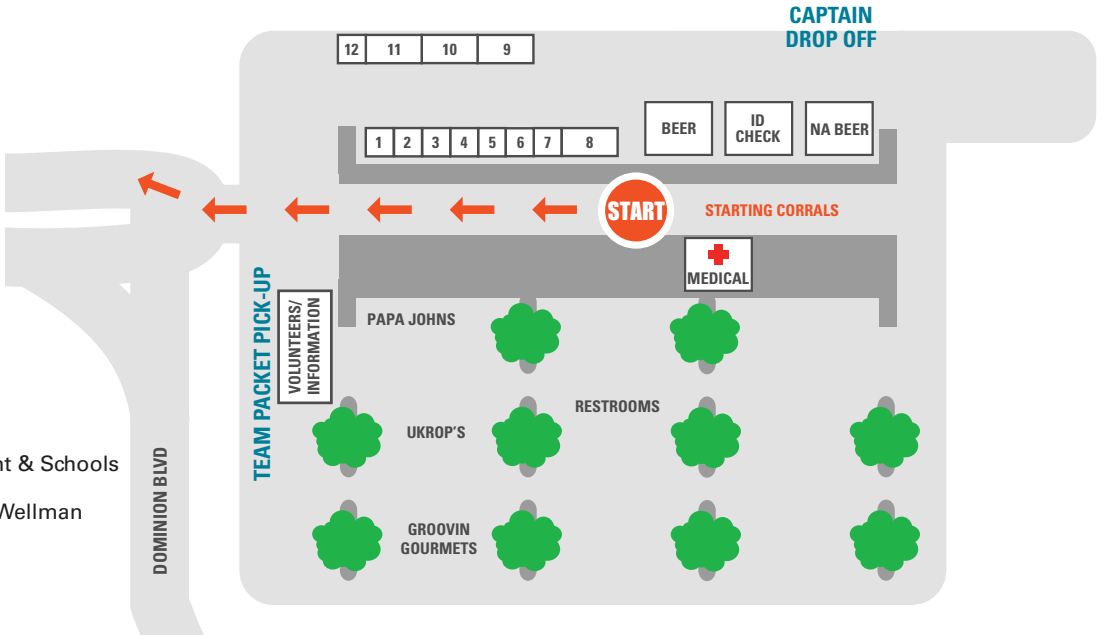 CAPTAIN
DROP OFF
12 11 10 9
1 2 3 4 5 6 7 8
BEER
ID
CHECK
NA BEER
START
STARTING CORRALS
MEDICAL
TEAM PACKET PICK-UP
VOLUNTEERS/
INFORMATION
PAPA JOHNS
RESTROOMS
UKROP'S
GROOVIN
GOURMETS
DOMINION BLVD
& Schools
Wellman